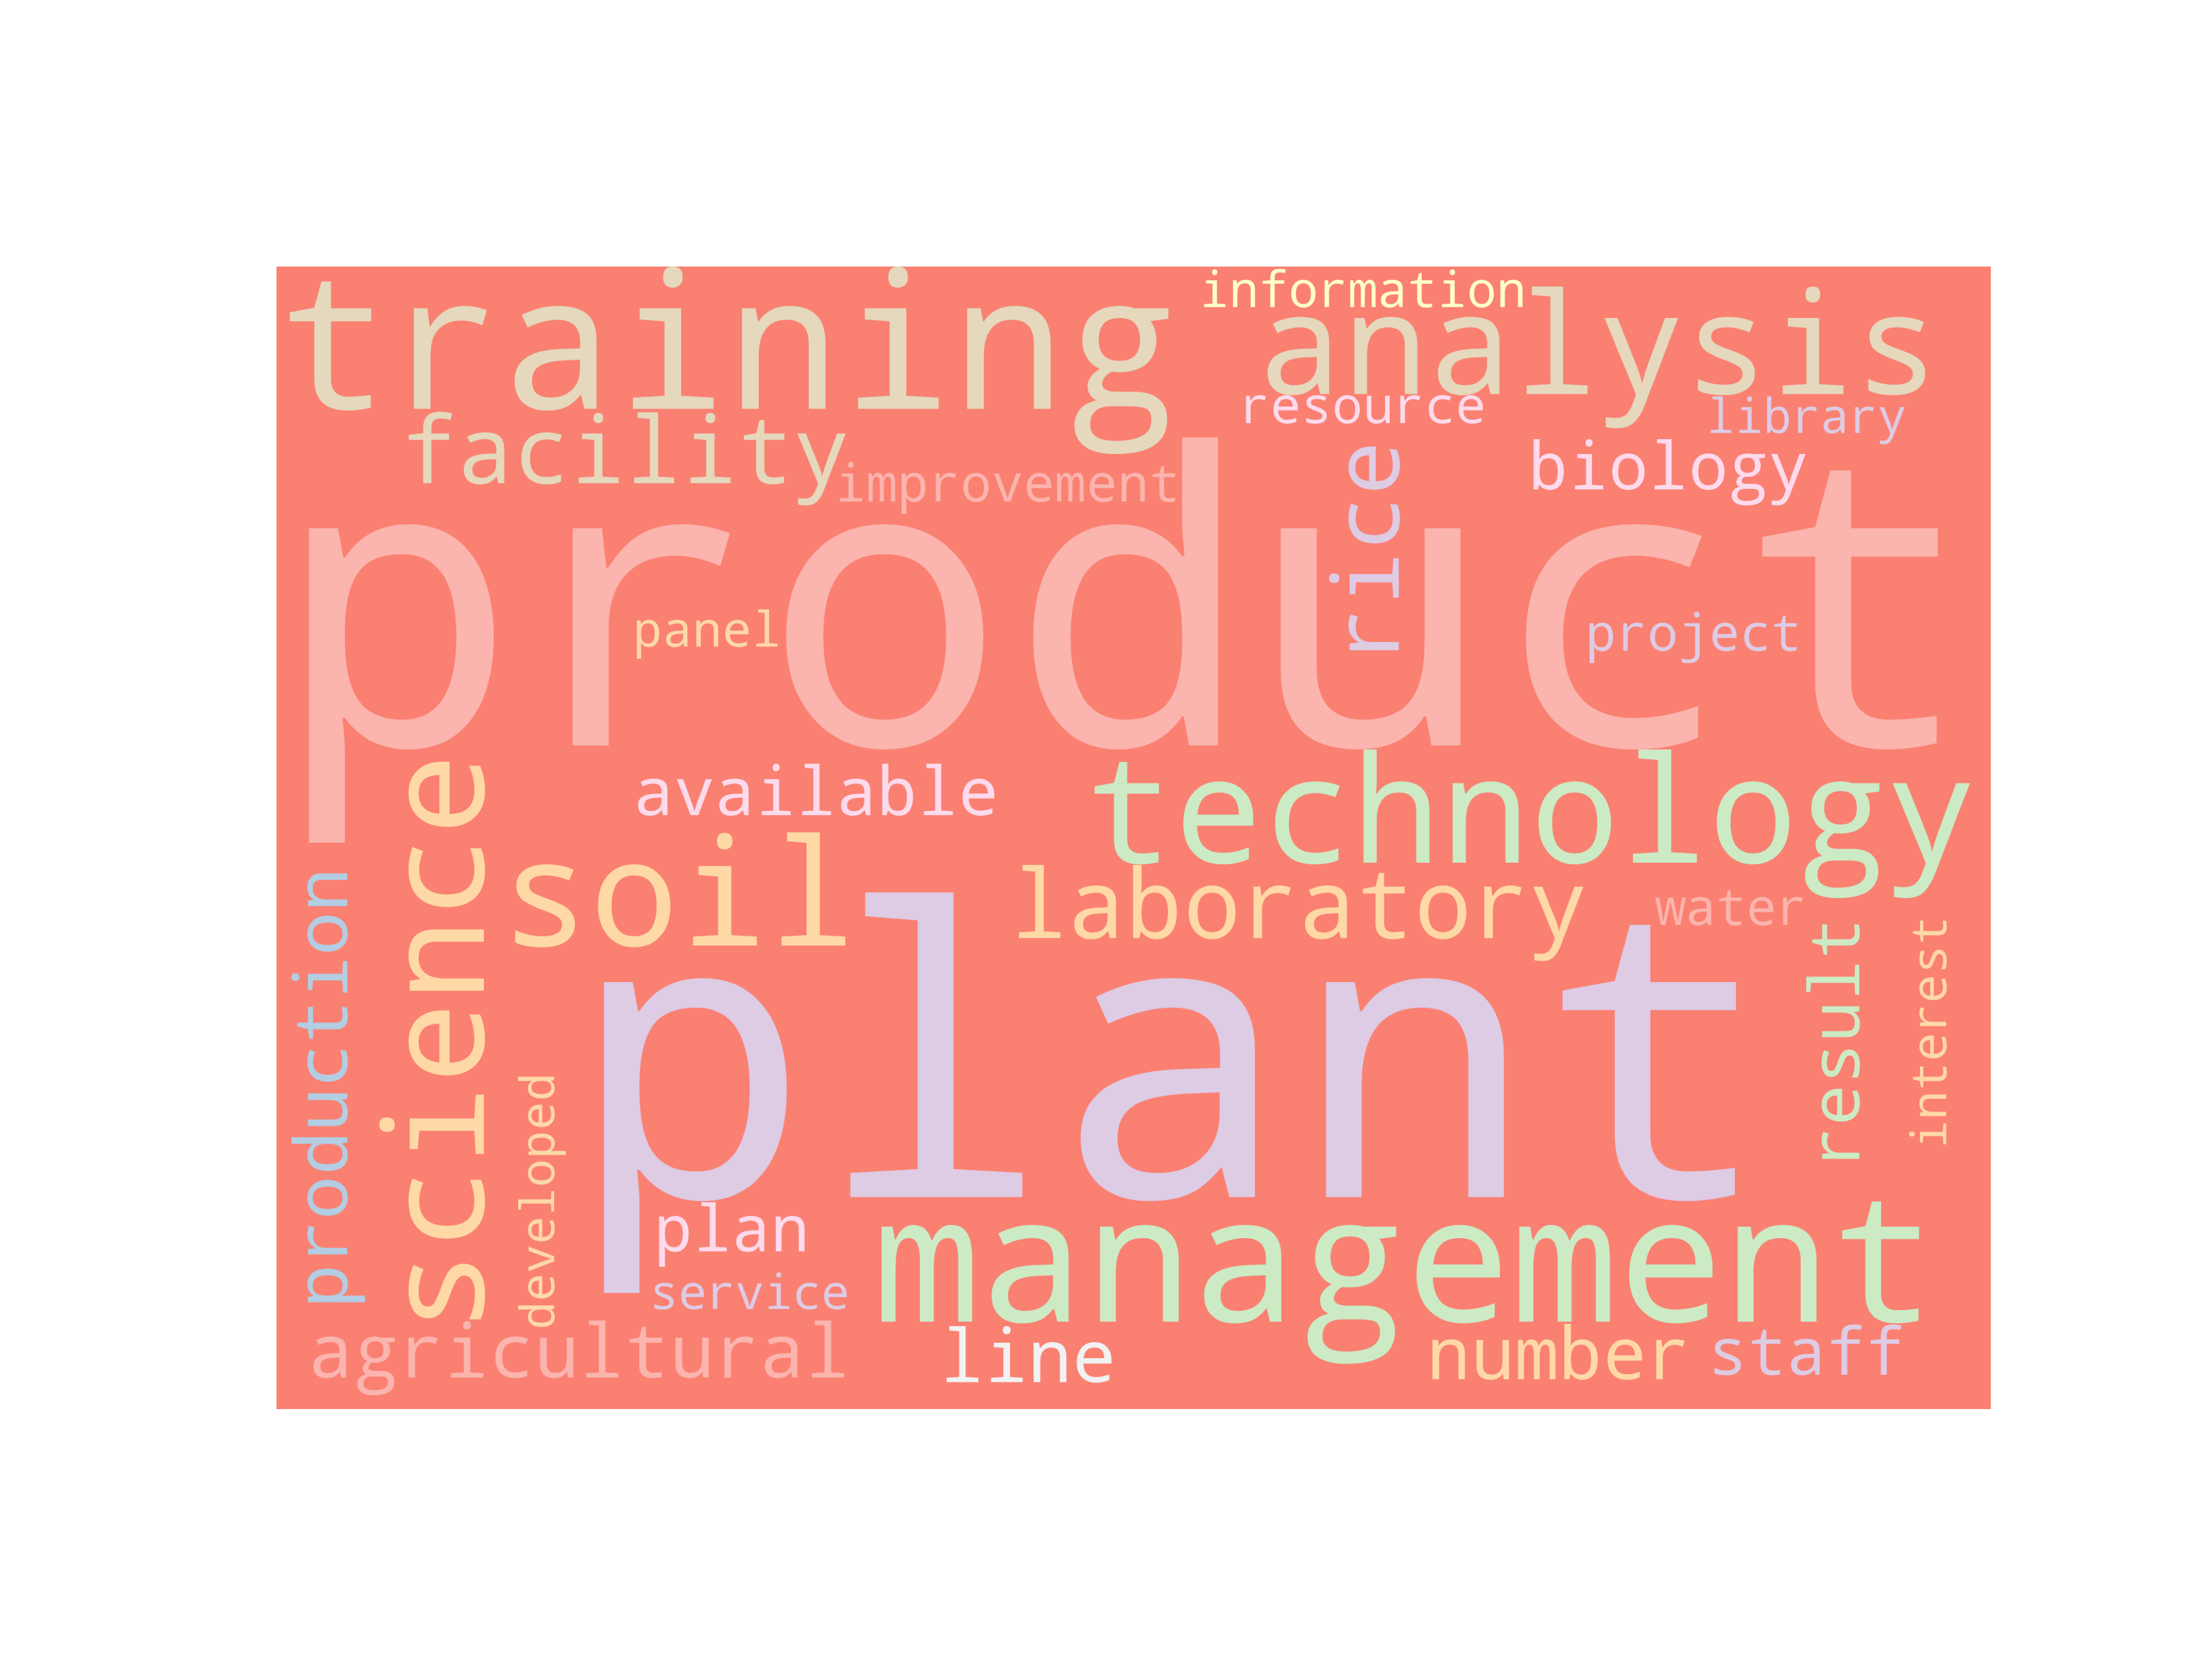 training
information
analysis
resource
library
facility
improvement
biology
rice
product
panel
project
available
technology
science
soil
laboratory
water
production
plant
result
interest
developed
plan
management
service
agricultural
line
number
staff